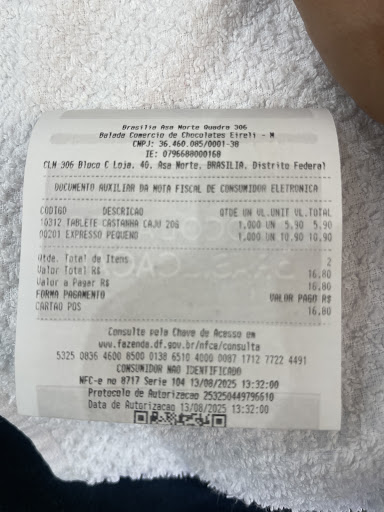 Brasilia Asa Norte Quadra 306
Balada Comercio de Chocolates Eireli - M
CNPJ: 36.460.085/0001-38
IE: 0796688000168
CLN 306 Bloco C Loja. 40. Asa Norte. BRASILIA. Distrito Federal
DOCUMENTO AUXILIAR DA NOTA FISCAL DE CONSUMIDOR ELETRONICA
CODIGO DESCRICAO QTDE UN VL.UNIT VL.TOTAL
10312 TABLETE CASTANHA CAJU 20G 1,000 UN 5.90 5.90
00201 EXPRESSO PEQUENO 1,000 UN 10.90 10,90
Qtde. Total de Itens 2
Valor Total R$ 16.80
Valor a Pagar R$ 16.80
FORMA PAGAMENTO VALOR PAGO R$
CARTAO POS 16,80
Consulte pela Chave de Acesso em
www.fazenda.df.gov.br/nfce/consulta
5325 0836 4600 8500 0138 6510 4000 0087 1712 7722 4491
CONSUMIDOR NAO IDENTIFICADO
NFC-e no 8717 Serie 104 13/08/2025 13:32:00
Protocolo de Autorizacao 253250449796610
Data de Autorizacao 13/08/2025 13:32:00